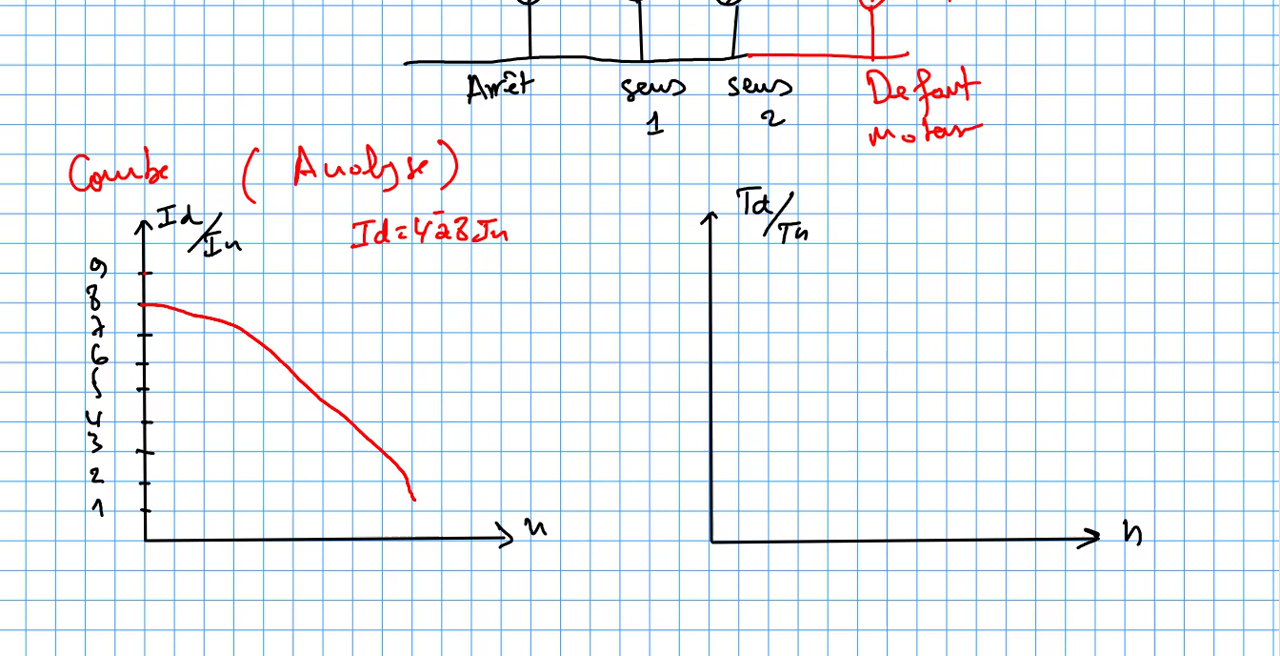 Arrêt sens sens Defaut
1 2 moteur
Courbe ( Analyse )
Id/In Id=4à8In Td/Tn
9
8
7
6
5
4
3
2
1
n n